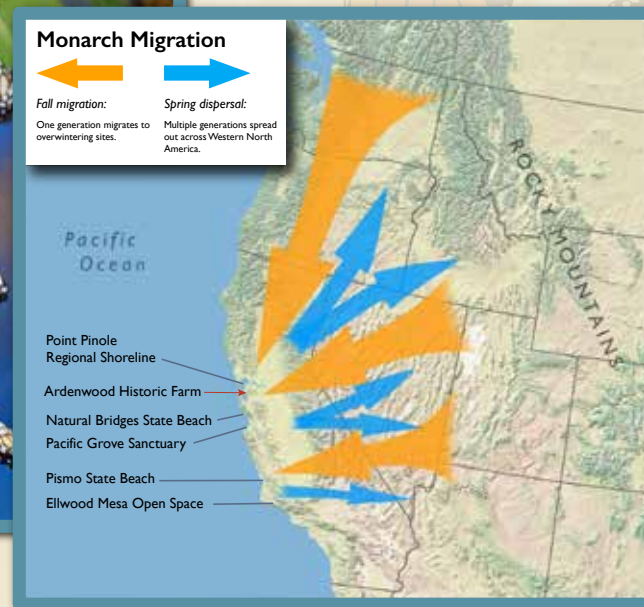 Monarch Migration
Fall migration:
One generation migrates to
overwintering sites.
Spring dispersal:
Multiple generations spread
out across Western North
America.
ROCKY MOUNTAINS
Pacific
Ocean
Point Pinole
Regional Shoreline
Ardenwood Historic Farm
Natural Bridges State Beach
Pacific Grove Sanctuary
Pismo State Beach
Ellwood Mesa Open Space